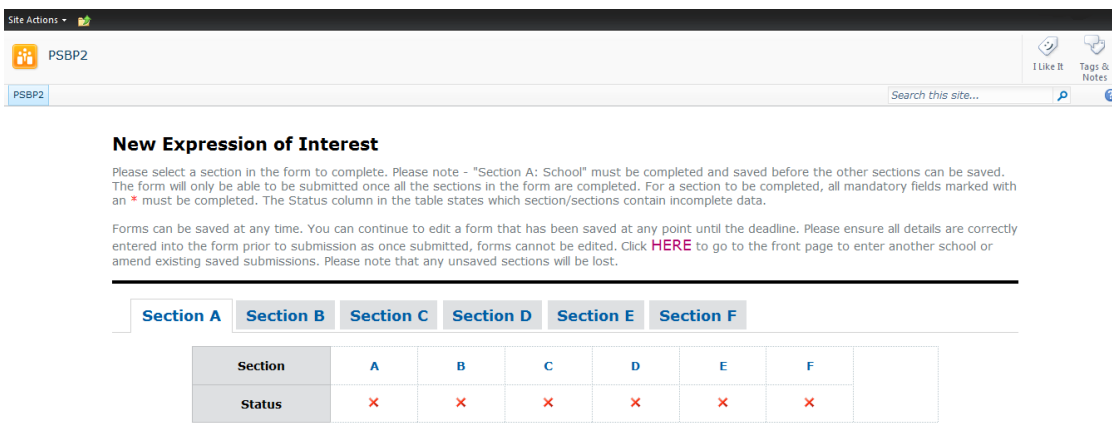 Site Actions
PSBP2
I Like It
Tags & Notes
PSBP2
Search this site...
New Expression of Interest
Please select a section in the form to complete. Please note - "Section A: School" must be completed and saved before the other sections can be saved.
The form will only be able to be submitted once all the sections in the form are completed. For a section to be completed, all mandatory fields marked with
an * must be completed. The Status column in the table states which section/sections contain incomplete data.
Forms can be saved at any time. You can continue to edit a form that has been saved at any point until the deadline. Please ensure all details are correctly
entered into the form prior to submission as once submitted, forms cannot be edited. Click HERE to go to the front page to enter another school or
amend existing saved submissions. Please note that any unsaved sections will be lost.
Section A Section B Section C Section D Section E Section F
Section A B C D E F
Status